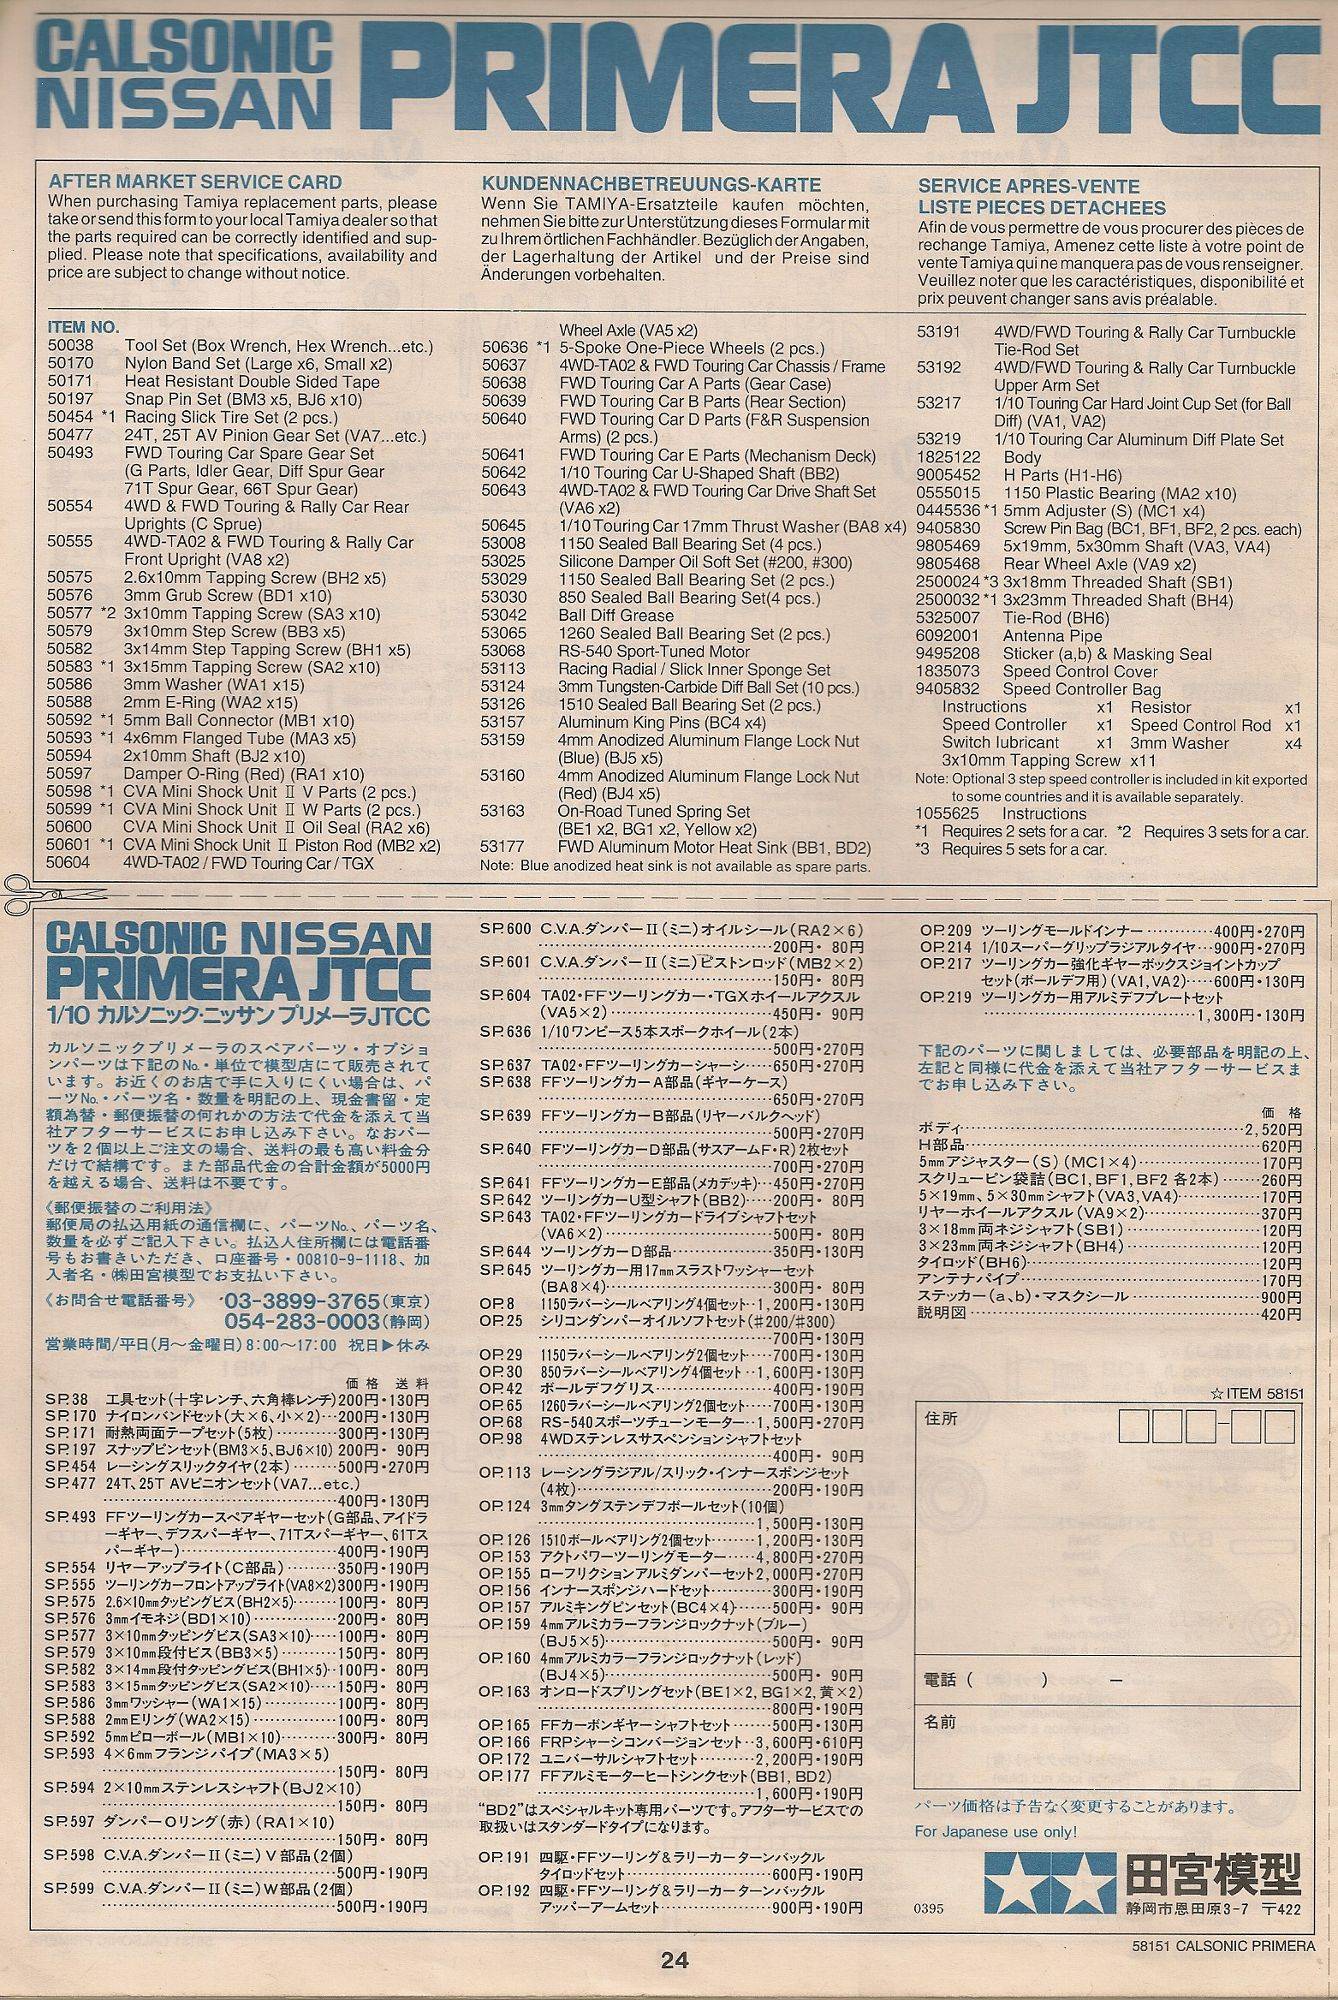 CALSONIC
NISSAN
PRIMERA JTCC
AFTER MARKET SERVICE CARD
When purchasing Tamiya replacement parts, please
take or send this form to your local Tamiya dealer so that
the parts required can be correctly identified and sup-
plied. Please note that specifications, availability and
price are subject to change without notice.
KUNDENNACHBETREUUNGS-KARTE
Wenn Sie TAMIYA-Ersatzteile kaufen möchten,
nehmen Sie bitte zur Unterstützung dieses Formular mit
zu Ihrem örtlichen Fachhändler. Bezüglich der Angaben,
der Lagerhaltung der Artikel und der Preise sind
Änderungen vorbehalten.
SERVICE APRES-VENTE
LISTE PIECES DETACHEES
Afin de vous permettre de vous procurer des pièces de
rechange Tamiya, Amenez cette liste à votre point de
vente Tamiya qui ne manquera pas de vous renseigner.
Veuillez noter que les caractéristiques, disponibilité et
prix peuvent changer sans avis préalable.
ITEM NO.
50038 Tool Set (Box Wrench, Hex Wrench...etc.)
50170 Nylon Band Set (Large x6, Small x2)
50171 Heat Resistant Double Sided Tape
50197 Snap Pin Set (BM3 x5, BJ6 x10)
50454 *1 Racing Slick Tire Set (2 pcs.)
50477 24T, 25T AV Pinion Gear Set (VA7...etc.)
50493 FWD Touring Car Spare Gear Set
(G Parts, Idler Gear, Diff Spur Gear
71T Spur Gear, 66T Spur Gear)
50554 4WD & FWD Touring & Rally Car Rear
Uprights (C Sprue)
50555 4WD-TA02 & FWD Touring & Rally Car
Front Upright (VA8 x2)
50575 2.6x10mm Tapping Screw (BH2 x5)
50576 3mm Grub Screw (BD1 x10)
50577 *2 3x10mm Tapping Screw (SA3 x10)
50579 3x10mm Step Screw (BB3 x5)
50582 3x14mm Step Tapping Screw (BH1 x5)
50583 *1 3x15mm Tapping Screw (SA2 x10)
50586 3mm Washer (WA1 x15)
50588 2mm E-Ring (WA2 x15)
50592 *1 5mm Ball Connector (MB1 x10)
50593 *1 4x6mm Flanged Tube (MA3 x5)
50594 2x10mm Shaft (BJ2 x10)
50597 Damper O-Ring (Red) (RA1 x10)
50598 *1 CVA Mini Shock Unit Ⅱ V Parts (2 pcs.)
50599 *1 CVA Mini Shock Unit Ⅱ W Parts (2 pcs.)
50600 CVA Mini Shock Unit Ⅱ Oil Seal (RA2 x6)
50601 *1 CVA Mini Shock Unit Ⅱ Piston Rod (MB2 x2)
50604 4WD-TA02 / FWD Touring Car / TGX
Wheel Axle (VA5 x2)
50636 *1 5-Spoke One-Piece Wheels (2 pcs.)
50637 4WD-TA02 & FWD Touring Car Chassis / Frame
50638 FWD Touring Car A Parts (Gear Case)
50639 FWD Touring Car B Parts (Rear Section)
50640 FWD Touring Car D Parts (F&R Suspension
Arms) (2 pcs.)
50641 FWD Touring Car E Parts (Mechanism Deck)
50642 1/10 Touring Car U-Shaped Shaft (BB2)
50643 4WD-TA02 & FWD Touring Car Drive Shaft Set
(VA6 x2)
50645 1/10 Touring Car 17mm Thrust Washer (BA8 x4)
53008 1150 Sealed Ball Bearing Set (4 pcs.)
53025 Silicone Damper Oil Soft Set (#200, #300)
53029 1150 Sealed Ball Bearing Set (2 pcs.)
53030 850 Sealed Ball Bearing Set(4 pcs.)
53042 Ball Diff Grease
53065 1260 Sealed Ball Bearing Set (2 pcs.)
53068 RS-540 Sport-Tuned Motor
53113 Racing Radial / Slick Inner Sponge Set
53124 3mm Tungsten-Carbide Diff Ball Set (10 pcs.)
53126 1510 Sealed Ball Bearing Set (2 pcs.)
53157 Aluminum King Pins (BC4 x4)
53159 4mm Anodized Aluminum Flange Lock Nut
(Blue) (BJ5 x5)
53160 4mm Anodized Aluminum Flange Lock Nut
(Red) (BJ4 x5)
53163 On-Road Tuned Spring Set
(BE1 x2, BG1 x2, Yellow x2)
53177 FWD Aluminum Motor Heat Sink (BB1, BD2)
Note: Blue anodized heat sink is not available as spare parts.
53191 4WD/FWD Touring & Rally Car Turnbuckle
Tie-Rod Set
53192 4WD/FWD Touring & Rally Car Turnbuckle
Upper Arm Set
53217 1/10 Touring Car Hard Joint Cup Set (for Ball
Diff) (VA1, VA2)
53219 1/10 Touring Car Aluminum Diff Plate Set
1825122 Body
9005452 H Parts (H1-H6)
0555015 1150 Plastic Bearing (MA2 x10)
0445536 *1 5mm Adjuster (S) (MC1 x4)
9405830 Screw Pin Bag (BC1, BF1, BF2, 2 pcs. each)
9805469 5x19mm, 5x30mm Shaft (VA3, VA4)
9805468 Rear Wheel Axle (VA9 x2)
2500024 *3 3x18mm Threaded Shaft (SB1)
2500032 *1 3x23mm Threaded Shaft (BH4)
5325007 Tie-Rod (BH6)
6092001 Antenna Pipe
9495208 Sticker (a,b) & Masking Seal
1835073 Speed Control Cover
9405832 Speed Controller Bag
Instructions x1 Resistor x1
Speed Controller x1 Speed Control Rod x1
Switch lubricant x1 3mm Washer x4
3x10mm Tapping Screw x11
Note: Optional 3 step speed controller is included in kit exported
to some countries and it is available separately.
1055625 Instructions
*1 Requires 2 sets for a car. *2 Requires 3 sets for a car.
*3 Requires 5 sets for a car.
CALSONIC NISSAN
PRIMERA JTCC
1/10 カルソニック・ニッサン プリメーラJTCC
カルソニックプリメーラのスペアパーツ・オプショ
ンパーツは下記のNo.・単位で模型店にて販売されて
います。お近くのお店で手に入りにくい場合は、パ
ーツNo.・パーツ名・数量を明記の上、現金書留・定
額為替・郵便振替の何れかの方法で代金を添えて当
社アフターサービスにお申し込み下さい。なおパー
ツを2個以上ご注文の場合、送料の最も高い料金分
だけで結構です。また部品代金の合計金額が5000円
を越える場合、送料は不要です。
《郵便振替のご利用法》
郵便局の払込用紙の通信欄に、パーツNo.、パーツ名、
数量を必ずご記入下さい。払込人住所欄には電話番
号もお書きいただき、口座番号・00810-9-1118、加
入者名・㈱田宮模型でお支払い下さい。
《お問合せ電話番号》 03-3899-3765(東京)
054-283-0003(静岡)
営業時間/平日(月〜金曜日)8:00〜17:00 祝日▶休み
価格 送料
SP.38 工具セット(十字レンチ、六角棒レンチ)200円・130円
SP.170 ナイロンバンドセット(大×6、小×2)…200円・130円
SP.171 耐熱両面テープセット(5枚)………300円・130円
SP.197 スナップピンセット(BM3×5、BJ6×10)200円・ 90円
SP.454 レーシングスリックタイヤ(2本)………500円・270円
SP.477 24T、25T AVピニオンセット(VA7...etc.)
………400円・130円
SP.493 FFツーリングカースペアギヤーセット(G部品、アイドラ
ーギヤー、デフスパーギヤー、71Tスパーギヤー、61Tス
パーギヤー)………400円・190円
SP.554 リヤーアップライト(C部品)………350円・190円
SP.555 ツーリングカーフロントアップライト(VA8×2)300円・190円
SP.575 2.6×10mmタッピングビス(BH2×5)……100円・ 80円
SP.576 3mmイモネジ(BD1×10)………200円・ 80円
SP.577 3×10mmタッピングビス(SA3×10)……100円・ 80円
SP.579 3×10mm段付ビス(BB3×5)………150円・ 80円
SP.582 3×14mm段付タッピングビス(BH1×5)…100円・ 80円
SP.583 3×15mmタッピングビス(SA2×10)……150円・ 80円
SP.586 3mmワッシャー(WA1×15)………100円・ 80円
SP.588 2mmEリング(WA2×15)………100円・ 80円
SP.592 5mmピローボール(MB1×10)………300円・ 80円
SP.593 4×6mmフランジパイプ(MA3×5)
………150円・ 80円
SP.594 2×10mmステンレスシャフト(BJ2×10)
………150円・ 80円
SP.597 ダンパーOリング(赤)(RA1×10)
………150円・ 80円
SP.598 C.V.A.ダンパーⅡ(ミニ)V部品(2個)
………500円・190円
SP.599 C.V.A.ダンパーⅡ(ミニ)W部品(2個)
………500円・190円
SP.600 C.V.A.ダンパーⅡ(ミニ)オイルシール(RA2×6)
………200円・ 80円
SP.601 C.V.A.ダンパーⅡ(ミニ)ピストンロッド(MB2×2)
………150円・ 80円
SP.604 TA02・FFツーリングカー・TGXホイールアクスル
(VA5×2)………450円・ 90円
SP.636 1/10ワンピース5本スポークホイール(2本)
………500円・270円
SP.637 TA02・FFツーリングカーシャーシ……650円・270円
SP.638 FFツーリングカーA部品(ギヤーケース)
………650円・270円
SP.639 FFツーリングカーB部品(リヤーバルクヘッド)
………500円・270円
SP.640 FFツーリングカーD部品(サスアームF・R)2枚セット
………700円・270円
SP.641 FFツーリングカーE部品(メカデッキ)…450円・270円
SP.642 ツーリングカーU型シャフト(BB2)……200円・ 80円
SP.643 TA02・FFツーリングカードライブシャフトセット
(VA6×2)………500円・ 80円
SP.644 ツーリングカーD部品………350円・130円
SP.645 ツーリングカー用17mmスラストワッシャーセット
(BA8×4)………300円・ 80円
OP.8 1150ラバーシールベアリング4個セット…1,200円・130円
OP.25 シリコンダンパーオイルソフトセット(#200/#300)
………700円・130円
OP.29 1150ラバーシールベアリング2個セット……700円・130円
OP.30 850ラバーシールベアリング4個セット…1,600円・130円
OP.42 ボールデフグリス………400円・190円
OP.65 1260ラバーシールベアリング2個セット……700円・130円
OP.68 RS-540スポーツチューンモーター…1,500円・270円
OP.98 4WDステンレスサスペンションシャフトセット
………400円・ 90円
OP.113 レーシングラジアル/スリック・インナースポンジセット
(4枚)………200円・190円
OP.124 3mmタングステンデフボールセット(10個)
………1,500円・130円
OP.126 1510ボールベアリング2個セット………1,200円・130円
OP.153 アクトパワーツーリングモーター……4,800円・270円
OP.155 ローフリクションアルミダンパーセット2,000円・270円
OP.156 インナースポンジハードセット………300円・190円
OP.157 アルミキングピンセット(BC4×4)………500円・ 90円
OP.159 4mmアルミカラーフランジロックナット(ブルー)
(BJ5×5)………500円・ 90円
OP.160 4mmアルミカラーフランジロックナット(レッド)
(BJ4×5)………500円・ 90円
OP.163 オンロードスプリングセット(BE1×2、BG1×2、黄×2)
………800円・190円
OP.165 FFカーボンギヤーシャフトセット………500円・130円
OP.166 FRPシャーシコンバージョンセット…3,600円・610円
OP.172 ユニバーサルシャフトセット………2,200円・190円
OP.177 FFアルミモーターヒートシンクセット(BB1、BD2)
………1,600円・190円
“BD2”はスペシャルキット専用パーツです。アフターサービスでの
取扱いはスタンダードタイプになります。
OP.191 四駆・FFツーリング&ラリーカーターンバックル
タイロッドセット………600円・190円
OP.192 四駆・FFツーリング&ラリーカーターンバックル
アッパーアームセット………900円・190円
OP.209 ツーリングモールドインナー………400円・270円
OP.214 1/10スーパーグリップラジアルタイヤ…900円・270円
OP.217 ツーリングカー強化ギヤーボックスジョイントカップ
セット(ボールデフ用)(VA1、VA2)……600円・130円
OP.219 ツーリングカー用アルミデフプレートセット
………1,300円・130円
下記のパーツに関しましては、必要部品を明記の上、
左記と同様に代金を添えて当社アフターサービスま
でお申し込み下さい。
価格
ボディ………2,520円
H部品………620円
5mmアジャスター(S)(MC1×4)………170円
スクリューピン袋詰(BC1、BF1、BF2 各2本)……260円
5×19mm、5×30mmシャフト(VA3、VA4)………170円
リヤーホイールアクスル(VA9×2)………370円
3×18mm両ネジシャフト(SB1)………120円
3×23mm両ネジシャフト(BH4)………120円
タイロッド(BH6)………120円
アンテナパイプ………170円
ステッカー(a、b)・マスクシール………900円
説明図………420円
☆ITEM 58151
住所
電話 ( ) −
名前
パーツ価格は予告なく変更することがあります。
For Japanese use only!
田宮模型
0395 静岡市恩田原3-7 〒422
58151 CALSONIC PRIMERA
24